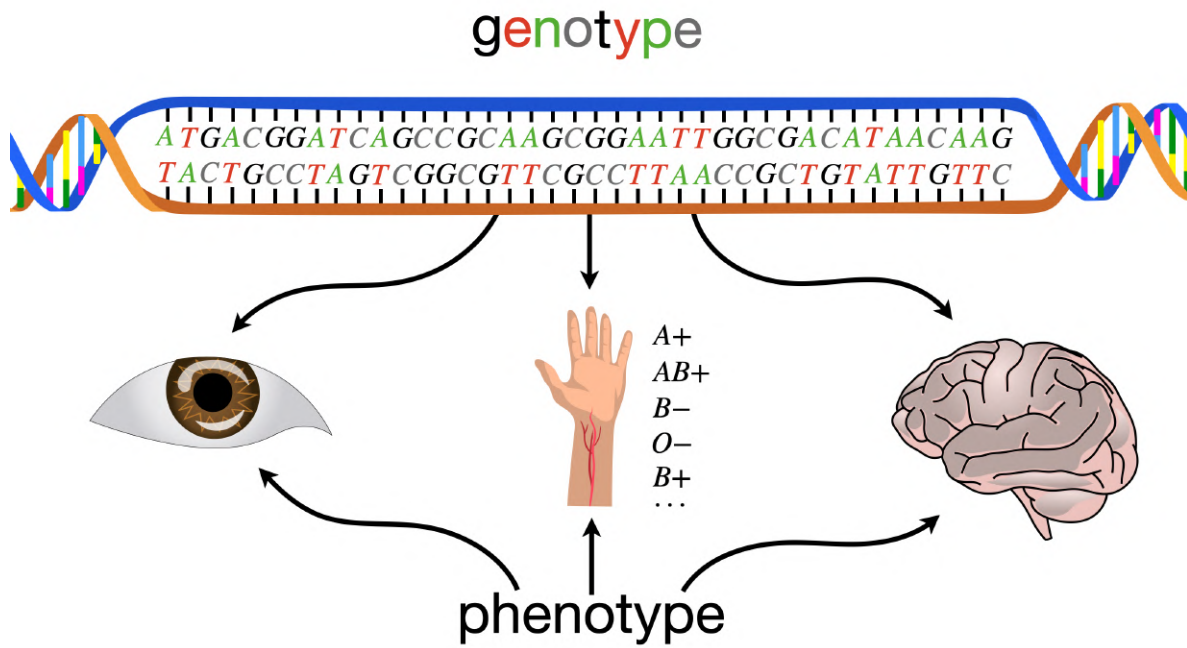 genotype
ATGACGGATCAGCCGCAAGCGGAATTGGCGACATAACAAG
TACTGCCTAGTCGGCGTTCGCCTTAACCGCTGTATTGTTC
A+
AB+
B−
O−
B+
...
phenotype